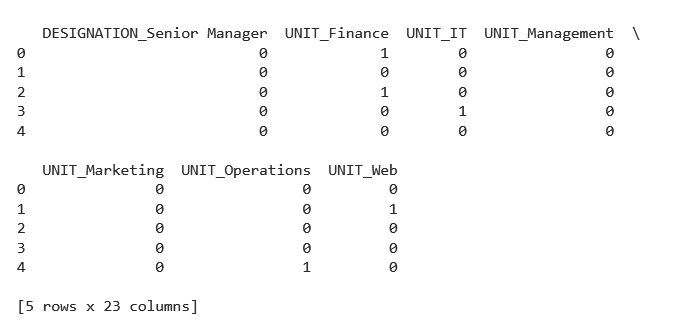 DESIGNATION_Senior Manager  UNIT_Finance  UNIT_IT  UNIT_Management  \
0                           0             1        0                0
1                           0             0        0                0
2                           0             1        0                0
3                           0             0        1                0
4                           0             0        0                0
UNIT_Marketing  UNIT_Operations  UNIT_Web
0               0                0         0
1               0                0         1
2               0                0         0
3               0                0         0
4               0                1         0
[5 rows x 23 columns]